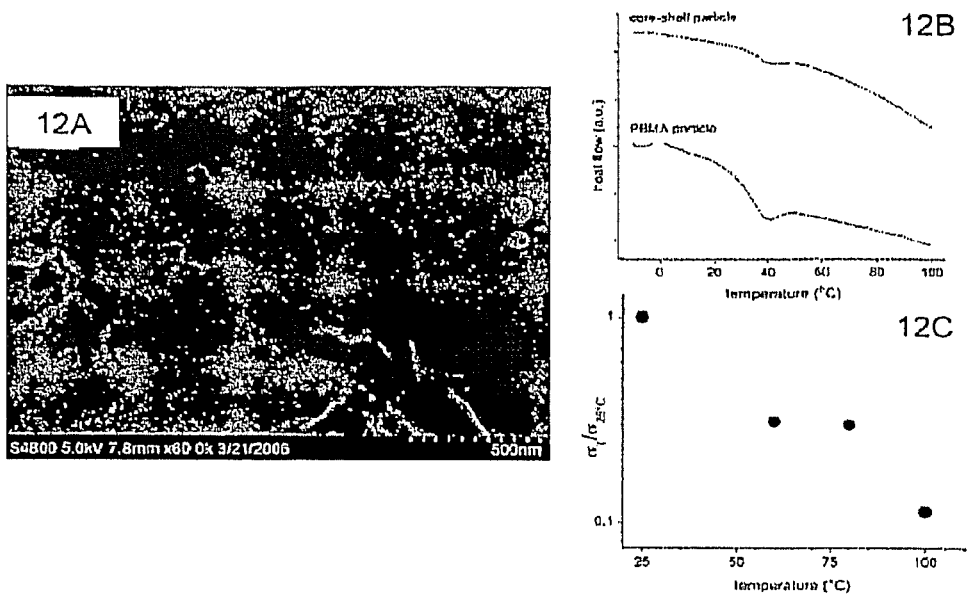 12A
S4800 5.0kV 7.8mm x60.0k 3/21/2006 500nm
12B
core-shell particle
PBMA particle
heat flow (a.u.)
0 20 40 60 80 100
temperature (°C)
12C
1
0.1
σT/σ25°C
25 50 75 100
temperature (°C)